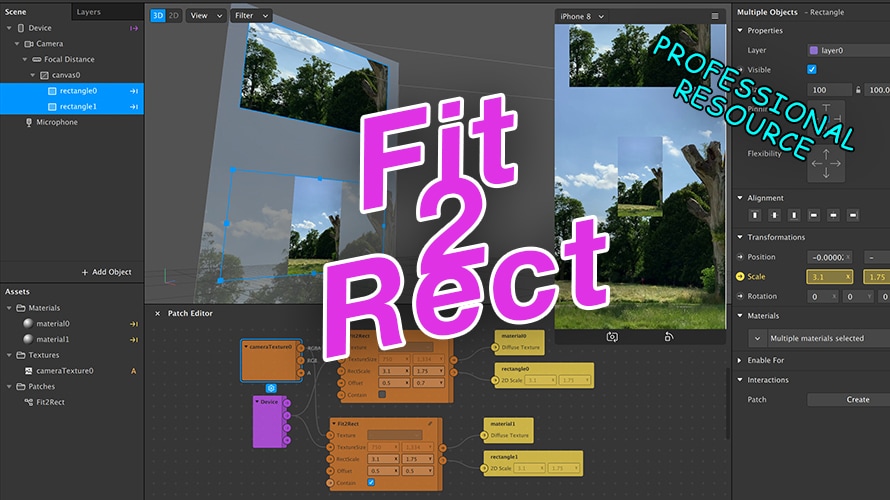 Scene
Layers
Device
Camera
Focal Distance
canvas0
rectangle0
rectangle1
Microphone
+ Add Object
Assets
Materials
material0
material1
Textures
cameraTexture0
A
Patches
Fit2Rect
3D
2D
View
Filter
iPhone 8
Fit
2
Rect
PROFESSIONAL
RESOURCE
Multiple Objects - Rectangle
Properties
Layer
layer0
Visible
100
100.0
Flexibility
Alignment
Transformations
Position
–
Scale
3.1
X
1.75
Rotation
0
X
0
Y
0
Materials
Multiple materials selected
Enable For
Interactions
Patch
Create
Patch Editor
cameraTexture0
RGB
A
Device
Texture
TextureSize
750
1,334
RectScale
3.1
1.75
Offset
0.5
0.7
Contain
Fit2Rect
Texture
TextureSize
750
1,334
RectScale
3.1
1.75
Offset
0.5
0.5
Contain
material0
Diffuse Texture
rectangle0
2D Scale
3.1
1.75
material1
Diffuse Texture
rectangle1
2D Scale
3.1
1.75